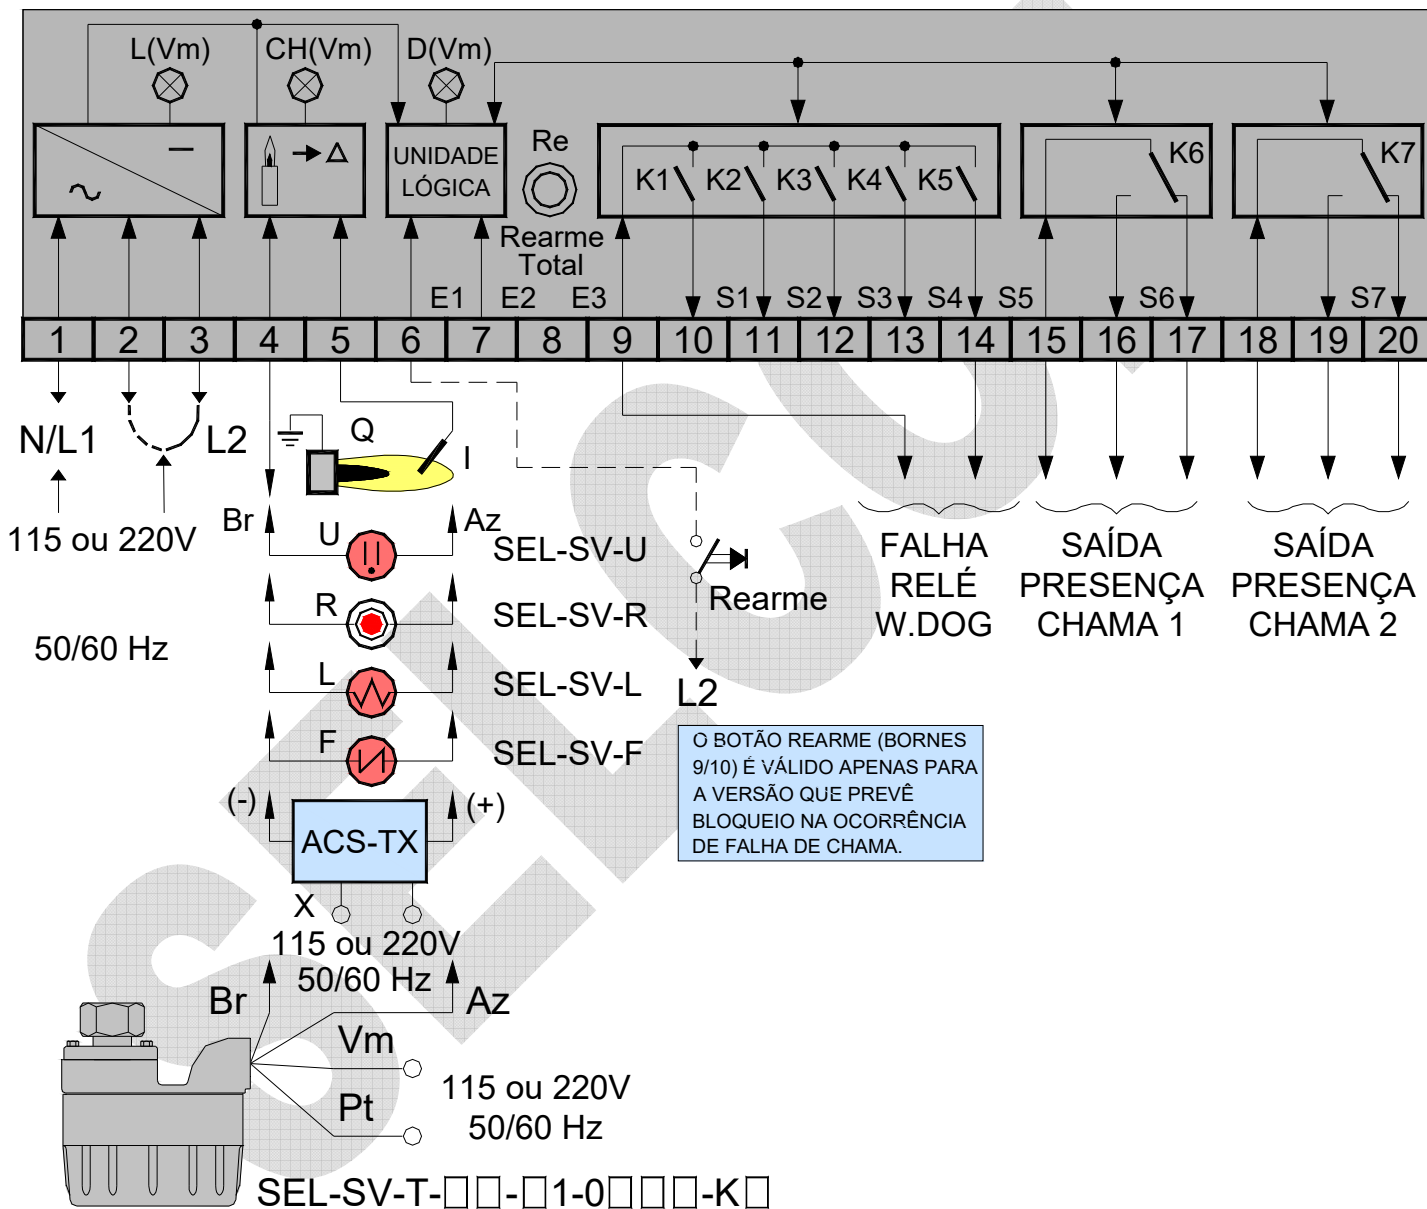 L(Vm) CH(Vm) D(Vm)
UNIDADE
LÓGICA
Re
Rearme
Total
K1 K2 K3 K4 K5 K6 K7
E1 E2 E3 S1 S2 S3 S4 S5 S6 S7
1 2 3 4 5 6 7 8 9 10 11 12 13 14 15 16 17 18 19 20
N/L1 L2
115 ou 220V
50/60 Hz
Q
I
Br Az
U SEL-SV-U
R SEL-SV-R
L SEL-SV-L
F SEL-SV-F
(-) (+)
ACS-TX
X
115 ou 220V
50/60 Hz
Rearme
L2
FALHA
RELÉ
W.DOG
SAÍDA
PRESENÇA
CHAMA 1
SAÍDA
PRESENÇA
CHAMA 2
O BOTÃO REARME (BORNES
9/10) É VÁLIDO APENAS PARA
A VERSÃO QUE PREVÊ
BLOQUEIO NA OCORRÊNCIA
DE FALHA DE CHAMA.
Br Az
Vm
Pt
115 ou 220V
50/60 Hz
SEL-SV-T-□□-□1-0□□□-K□
SELCO